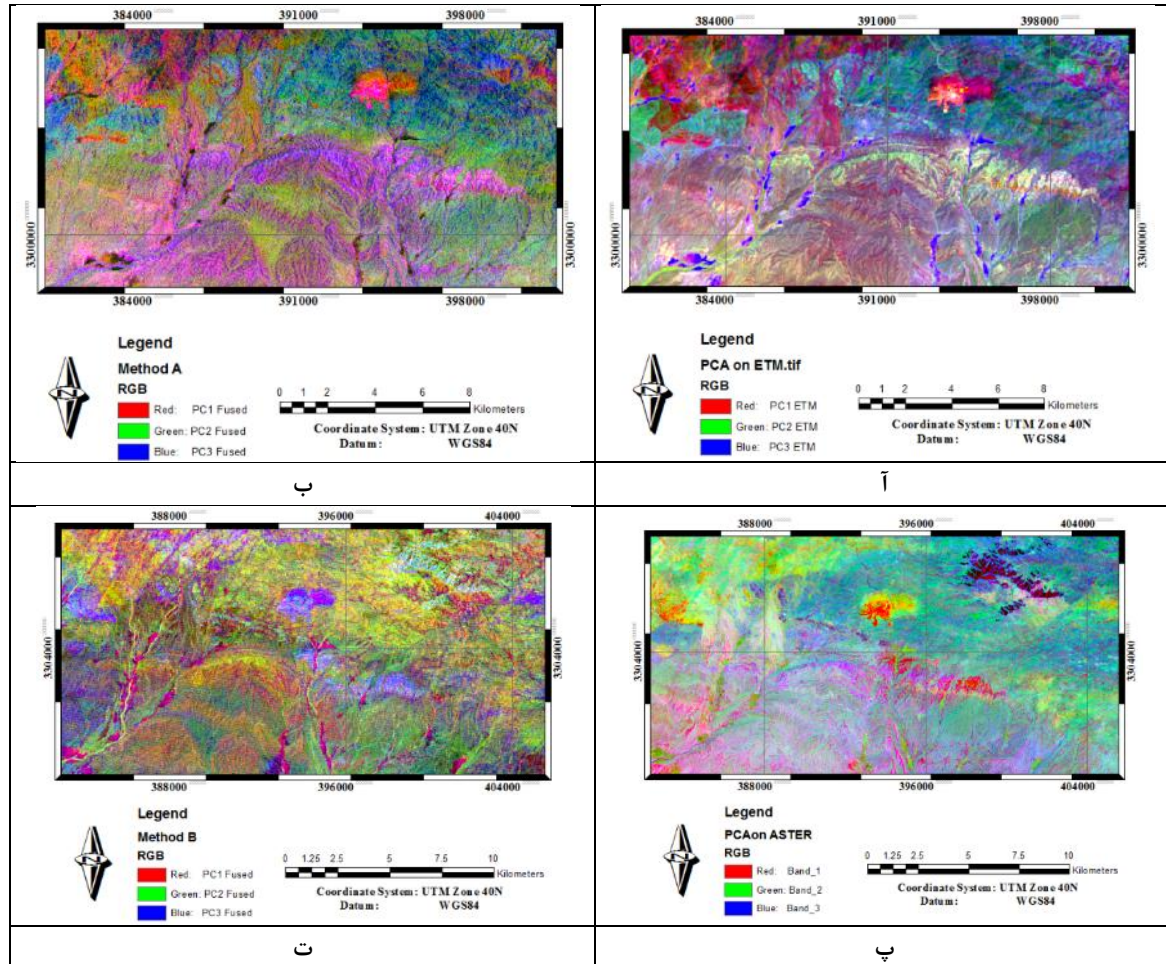 384000 391000 398000
3300000 3300000
384000 391000 398000
Legend
Method A
RGB
Red: PC1 Fused
Green: PC2 Fused
Blue: PC3 Fused
N
0 1 2 4 6 8
Kilometers
Coordinate System: UTM Zone 40N
Datum: WGS84
ب
384000 391000 398000
3300000 3300000
384000 391000 398000
Legend
PCA on ETM.tif
RGB
Red: PC1 ETM
Green: PC2 ETM
Blue: PC3 ETM
N
0 1 2 4 6 8
Kilometers
Coordinate System: UTM Zone 40N
Datum: WGS84
آ
388000 396000 404000
3304000 3304000
388000 396000 404000
Legend
Method B
RGB
Red: PC1 Fused
Green: PC2 Fused
Blue: PC3 Fused
N
0 1.25 2.5 5 7.5 10
Kilometers
Coordinate System: UTM Zone 40N
Datum: WGS84
ت
388000 396000 404000
3304000 3304000
388000 396000 404000
Legend
PCAon ASTER
RGB
Red: Band_1
Green: Band_2
Blue: Band_3
N
0 1.25 2.5 5 7.5 10
Kilometers
Coordinate System: UTM Zone 40N
Datum: WGS84
پ